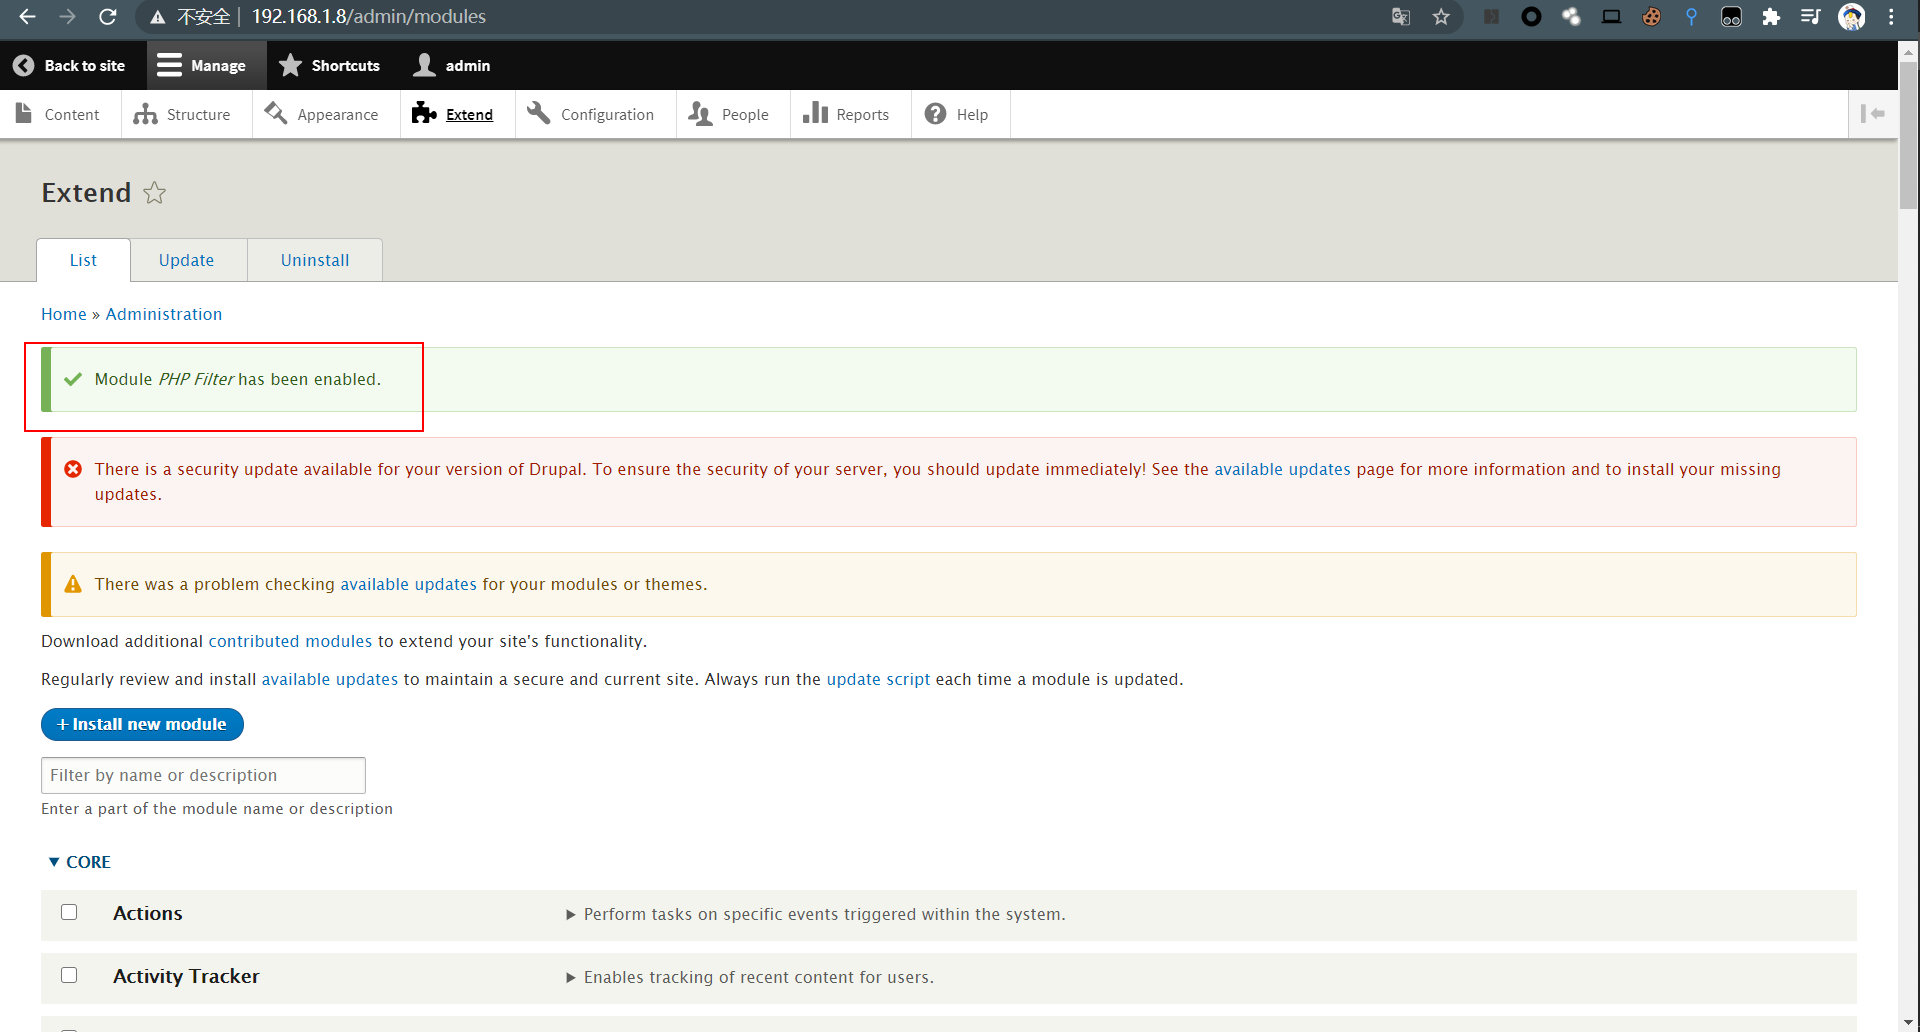 不安全 192.168.1.8/admin/modules
Back to site Manage Shortcuts admin
Content Structure Appearance Extend Configuration People Reports Help
Extend
List Update Uninstall
Home » Administration
Module PHP Filter has been enabled.
There is a security update available for your version of Drupal. To ensure the security of your server, you should update immediately! See the available updates page for more information and to install your missing
updates.
There was a problem checking available updates for your modules or themes.
Download additional contributed modules to extend your site's functionality.
Regularly review and install available updates to maintain a secure and current site. Always run the update script each time a module is updated.
+ Install new module
Filter by name or description
Enter a part of the module name or description
▼ CORE
Actions ▶ Perform tasks on specific events triggered within the system.
Activity Tracker ▶ Enables tracking of recent content for users.